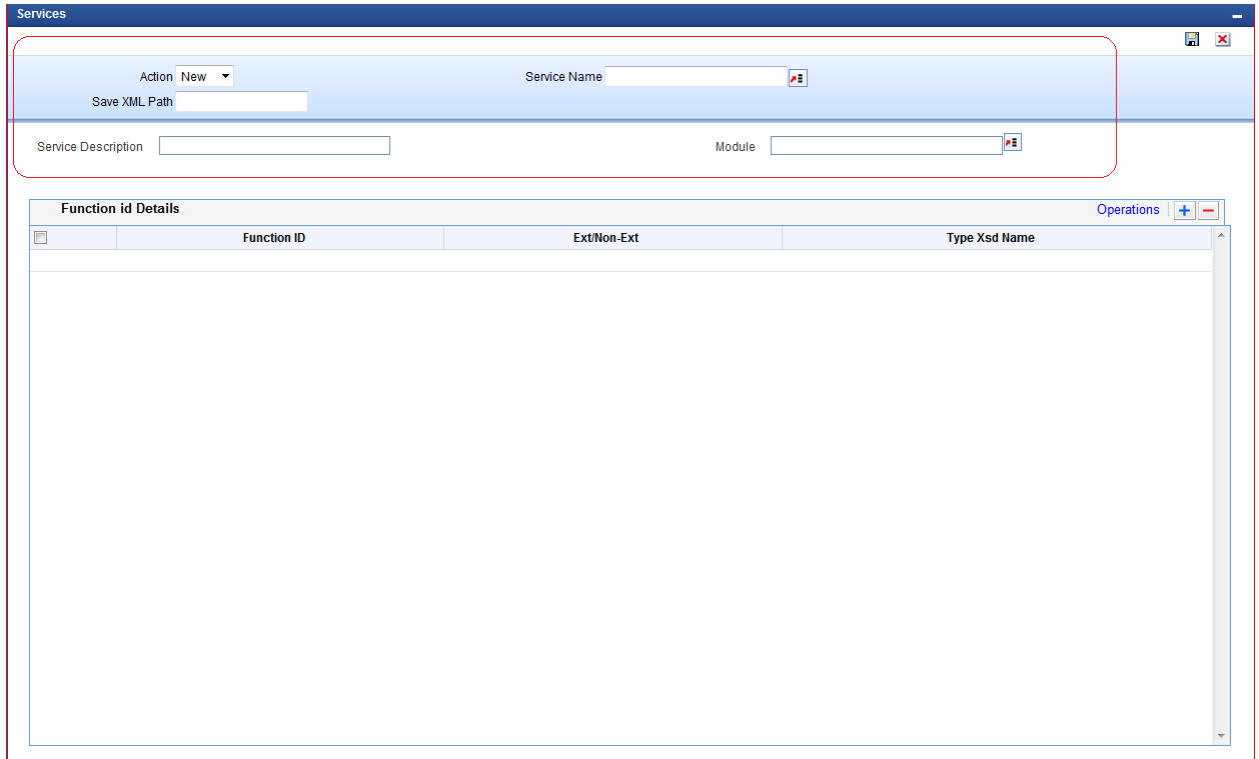 Services
Action New Service Name
Save XML Path
Service Description Module
Function id Details Operations
Function ID Ext/Non-Ext Type Xsd Name